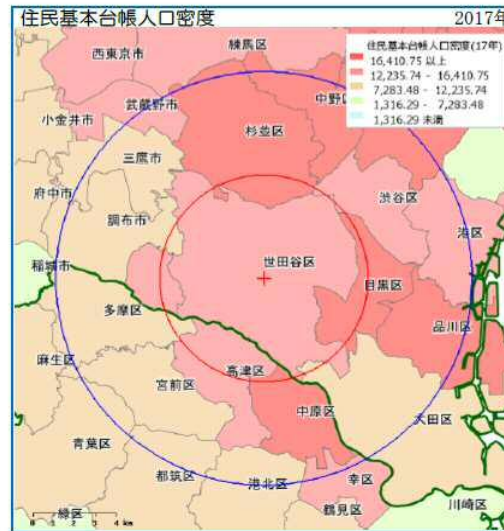 住民基本台帳人口密度
2017年
住民基本台帳人口密度(17年)
16,410.75 以上
12,235.74 - 16,410.75
7,283.48 - 12,235.74
1,316.29 - 7,283.48
1,316.29 未満
西東京市
練馬区
武蔵野市
中野区
小金井市
杉並区
三鷹市
府中市
渋谷区
調布市
港区
稲城市
世田谷区
目黒区
多摩区
品川区
麻生区
高津区
宮前区
中原区
大田区
青葉区
都筑区
港北区
幸区
緑区
鶴見区
川崎区
0 1 2 3 4 km